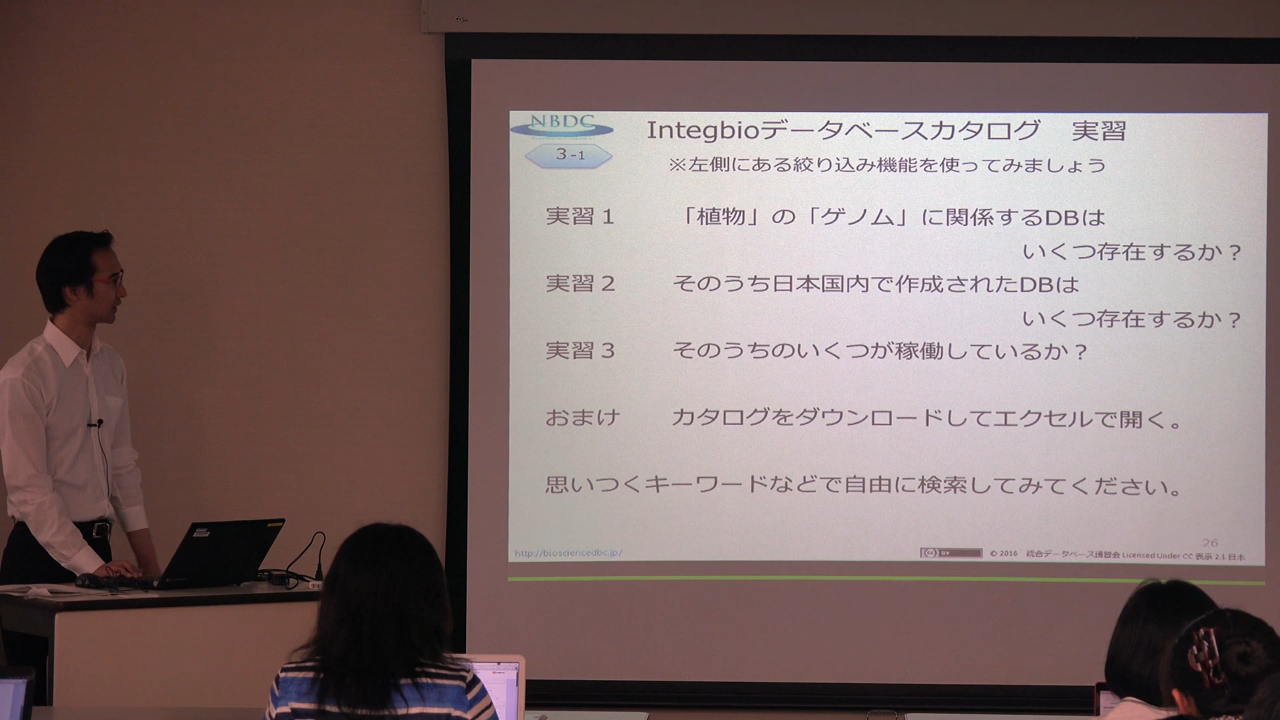 NBDC
Integbioデータベースカタログ 実習
3-1
※左側にある絞り込み機能を使ってみましょう
実習1 「植物」の「ゲノム」に関係するDBは
いくつ存在するか？
実習2 そのうち日本国内で作成されたDBは
いくつ存在するか？
実習3 そのうちのいくつが稼働しているか？
おまけ カタログをダウンロードしてエクセルで開く。
思いつくキーワードなどで自由に検索してみてください。
26
http://biosciencedbc.jp/
cc BY © 2016 統合データベース講習会 Licensed Under CC 表示 2.1 日本